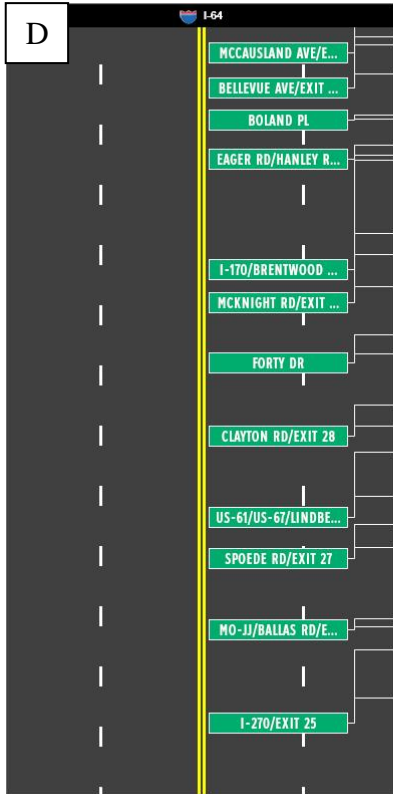 D
I-64
MCCAUSLAND AVE/E...
BELLEVUE AVE/EXIT ...
BOLAND PL
EAGER RD/HANLEY R...
I-170/BRENTWOOD ...
MCKNIGHT RD/EXIT ...
FORTY DR
CLAYTON RD/EXIT 28
US-61/US-67/LINDBE...
SPOEDE RD/EXIT 27
MO-JJ/BALLAS RD/E...
I-270/EXIT 25